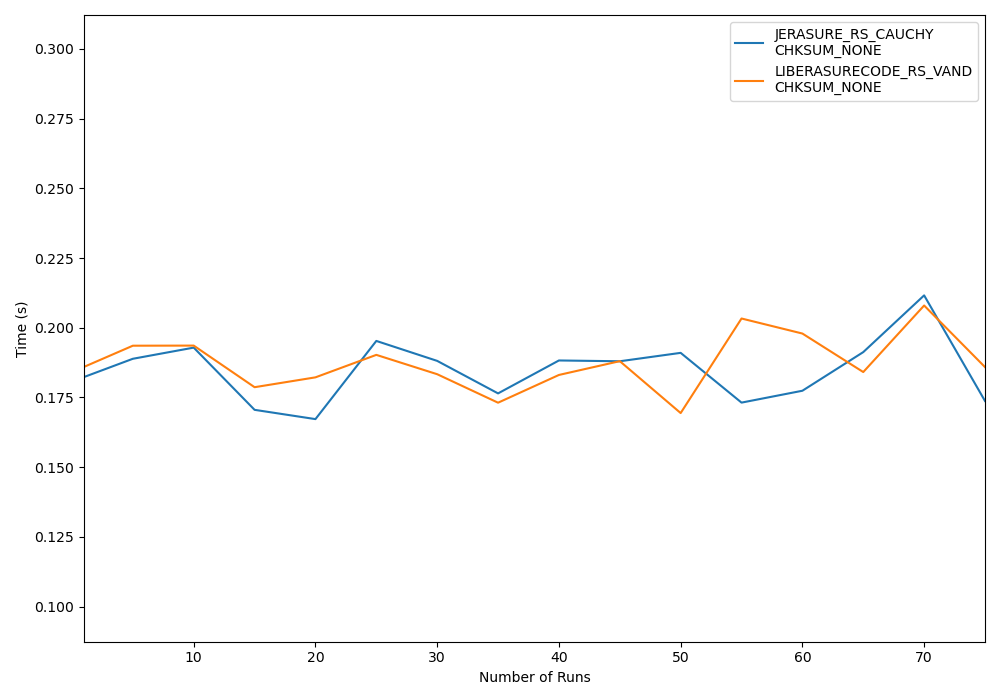 JERASURE_RS_CAUCHY
CHKSUM_NONE
LIBERASURECODE_RS_VAND
CHKSUM_NONE
0.300
0.275
0.250
0.225
0.200
0.175
0.150
0.125
0.100
Time (s)
10 20 30 40 50 60 70
Number of Runs